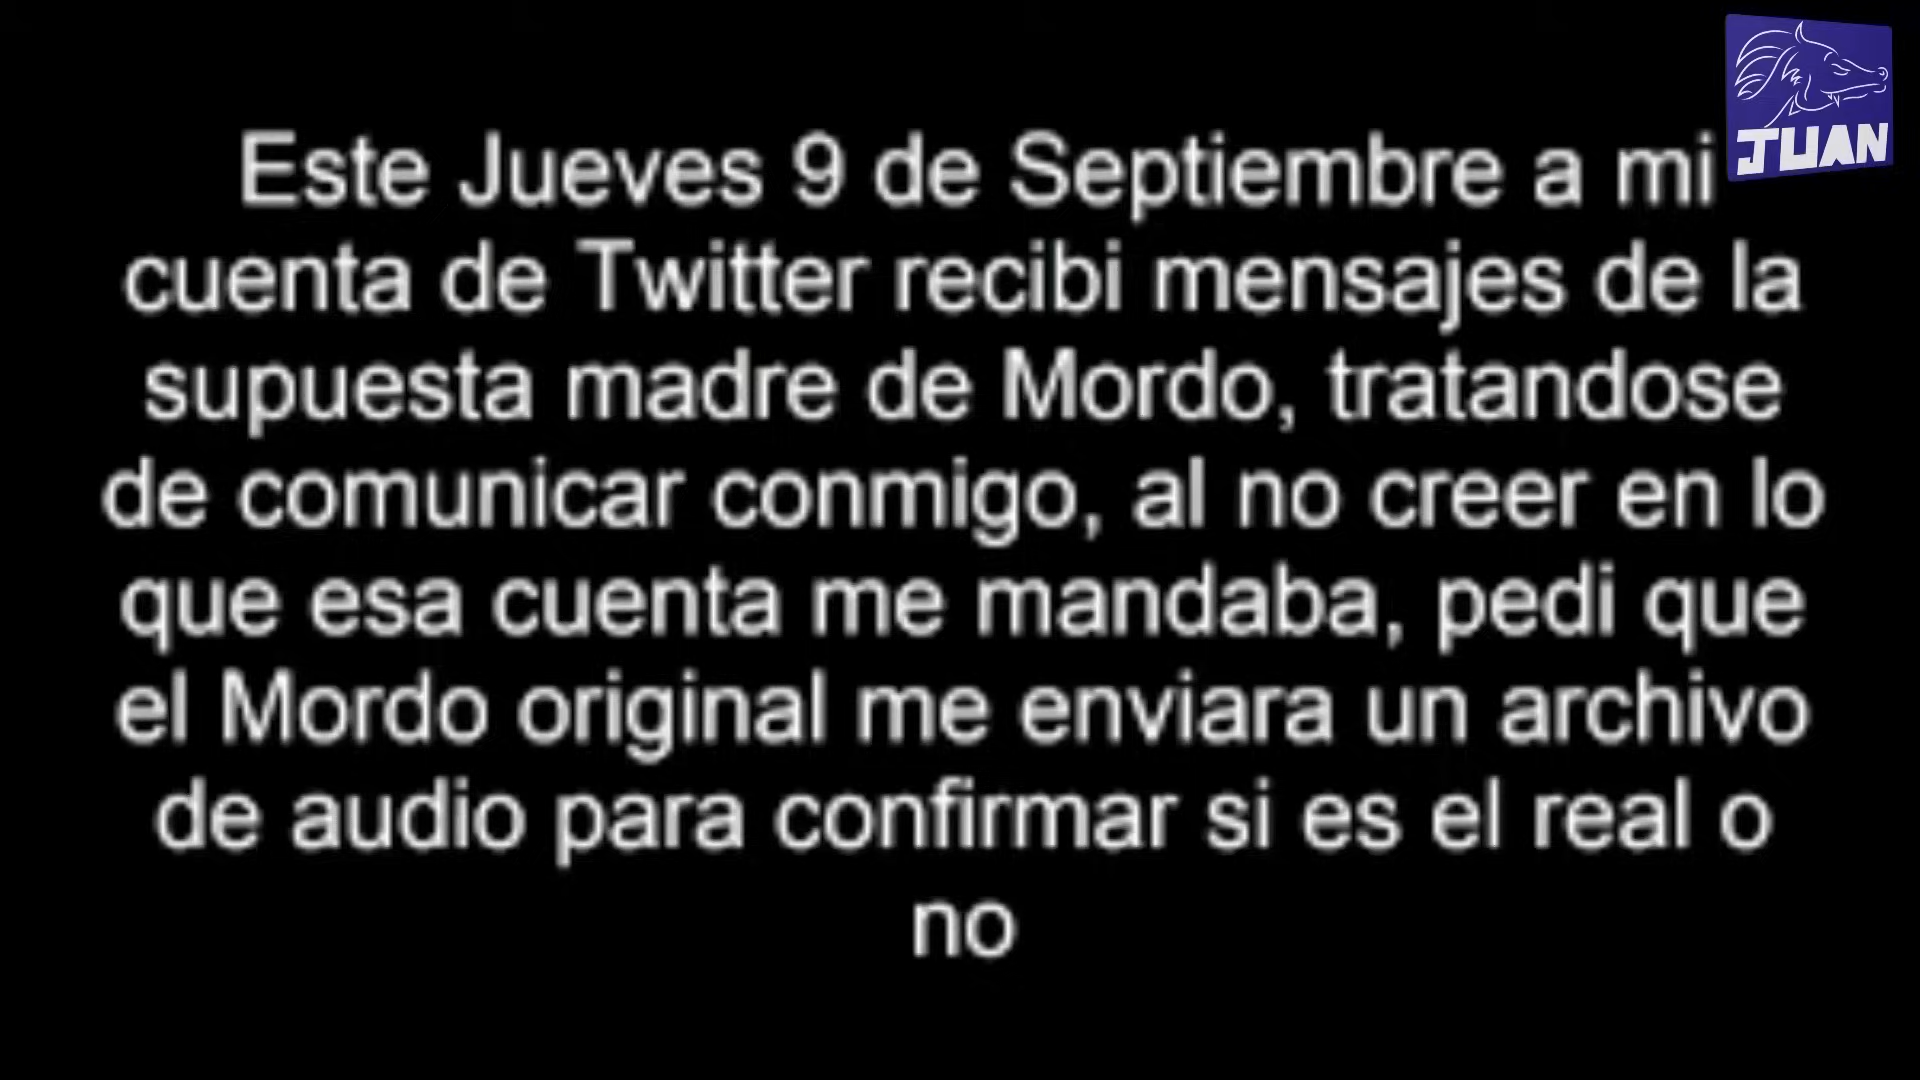 Este Jueves 9 de Septiembre a mi
cuenta de Twitter recibi mensajes de la
supuesta madre de Mordo, tratandose
de comunicar conmigo, al no creer en lo
que esa cuenta me mandaba, pedi que
el Mordo original me enviara un archivo
de audio para confirmar si es el real o
no
JUAN